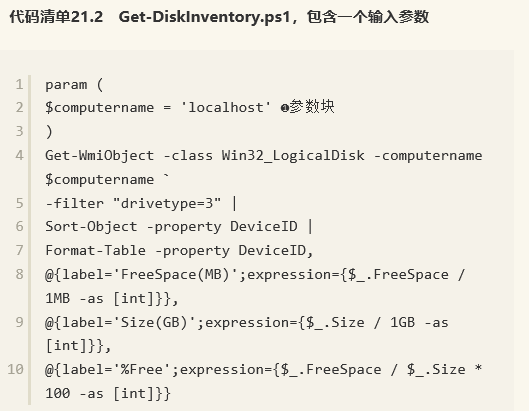 代码清单21.2 Get-DiskInventory.ps1，包含一个输入参数
1 param (
2 $computername = 'localhost' ❶参数块
3 )
4 Get-WmiObject -class Win32_LogicalDisk -computername
$computername `
5 -filter "drivetype=3" |
6 Sort-Object -property DeviceID |
7 Format-Table -property DeviceID,
8 @{label='FreeSpace(MB)';expression={$_.FreeSpace /
1MB -as [int]}},
9 @{label='Size(GB)';expression={$_.Size / 1GB -as
[int]}},
10 @{label='%Free';expression={$_.FreeSpace / $_.Size *
100 -as [int]}}